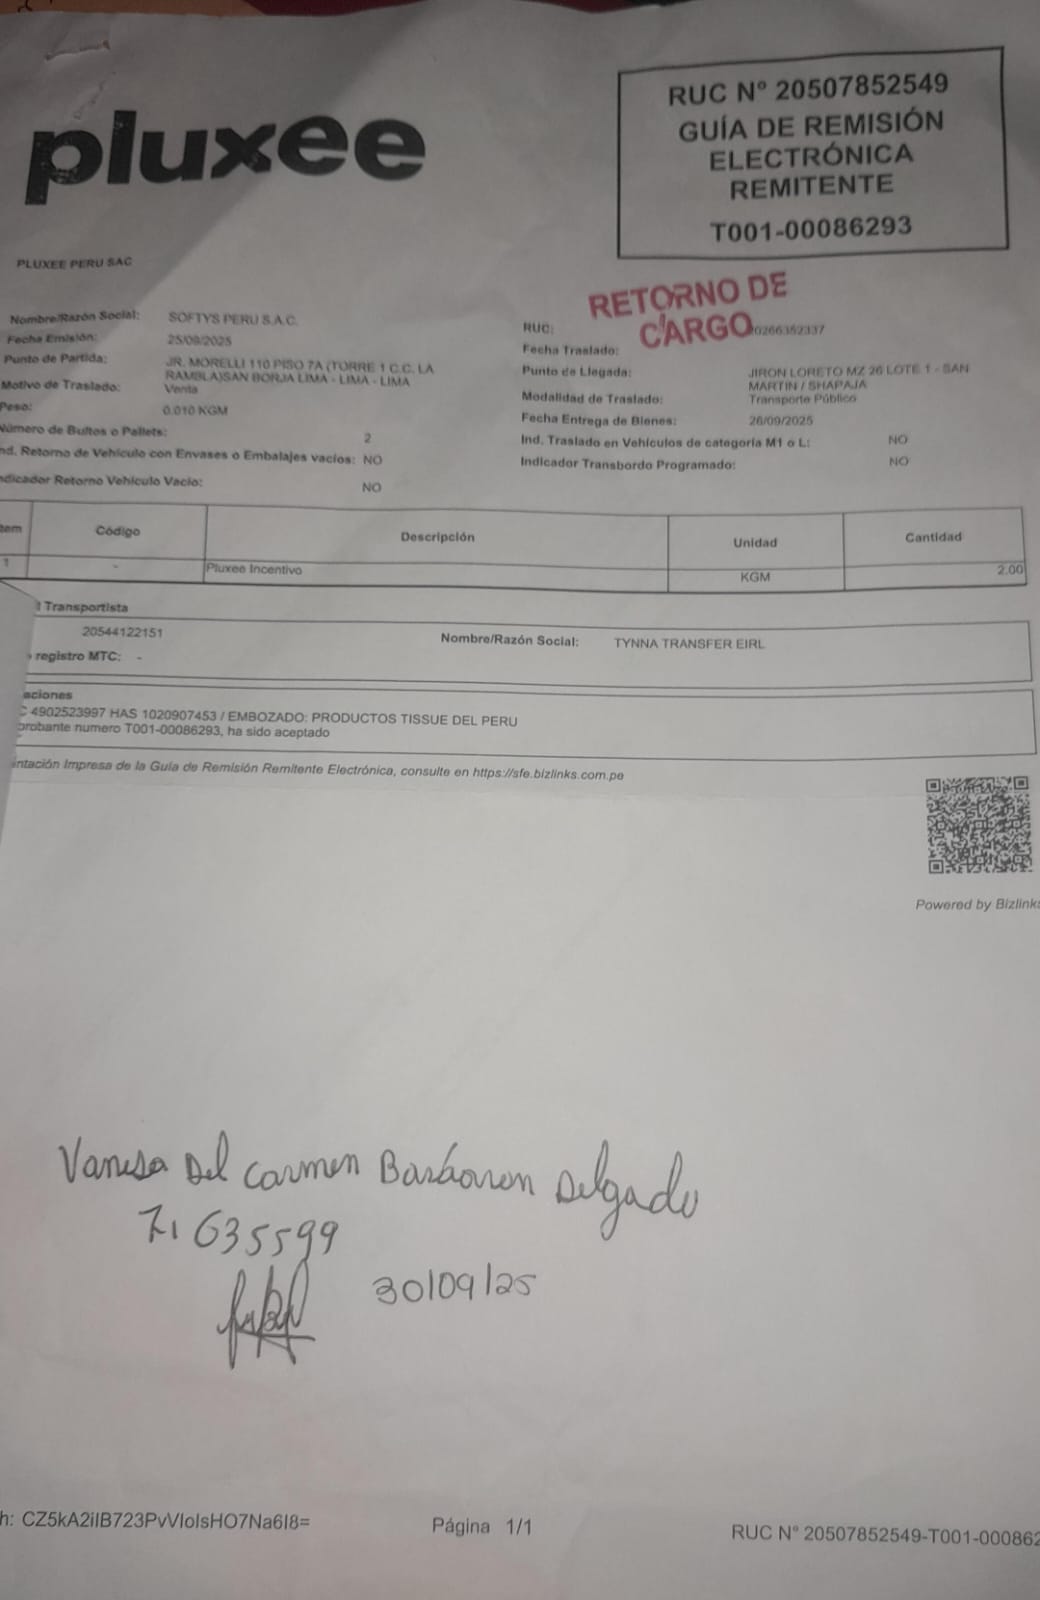 pluxee
RUC N° 20507852549
GUÍA DE REMISIÓN
ELECTRÓNICA
REMITENTE
T001-00086293
PLUXEE PERU SAC
RETORNO DE
CARGO
Nombre/Razón Social: SOFTYS PERU S.A.C.
Fecha Emisión: 25/09/2025
Punto de Partida: JR. MORELLI 110 PISO 7A (TORRE 1 C.C. LA
RAMBLA)SAN BORJA LIMA - LIMA - LIMA
Motivo de Traslado: Venta
Peso: 0.010 KGM
Número de Bultos o Pallets: 2
nd. Retorno de Vehículo con Envases o Embalajes vacíos: NO
ndicador Retorno Vehículo Vacío: NO
RUC: 0266352337
Fecha Traslado:
Punto de Llegada: JIRON LORETO MZ 26 LOTE 1 - SAN
MARTIN / SHAPAJA
Modalidad de Traslado: Transporte Público
Fecha Entrega de Bienes: 26/09/2025
Ind. Traslado en Vehículos de categoría M1 o L: NO
Indicador Transbordo Programado: NO
tem Código Descripción Unidad Cantidad
1 - Pluxee Incentivo KGM 2.00
Transportista
20544122151 Nombre/Razón Social: TYNNA TRANSFER EIRL
registro MTC: -
aciones
C 4902523997 HAS 1020907453 / EMBOZADO: PRODUCTOS TISSUE DEL PERU
probante numero T001-00086293, ha sido aceptado
ntación Impresa de la Guía de Remisión Remitente Electrónica, consulte en https://sfe.bizlinks.com.pe
Powered by Bizlinks
Vanesa Del Carmen Barbaren Delgado
71635599
30/09/25
h: CZ5kA2iIB723PvVIoIsHO7Na6I8=
Página 1/1
RUC N° 20507852549-T001-000862